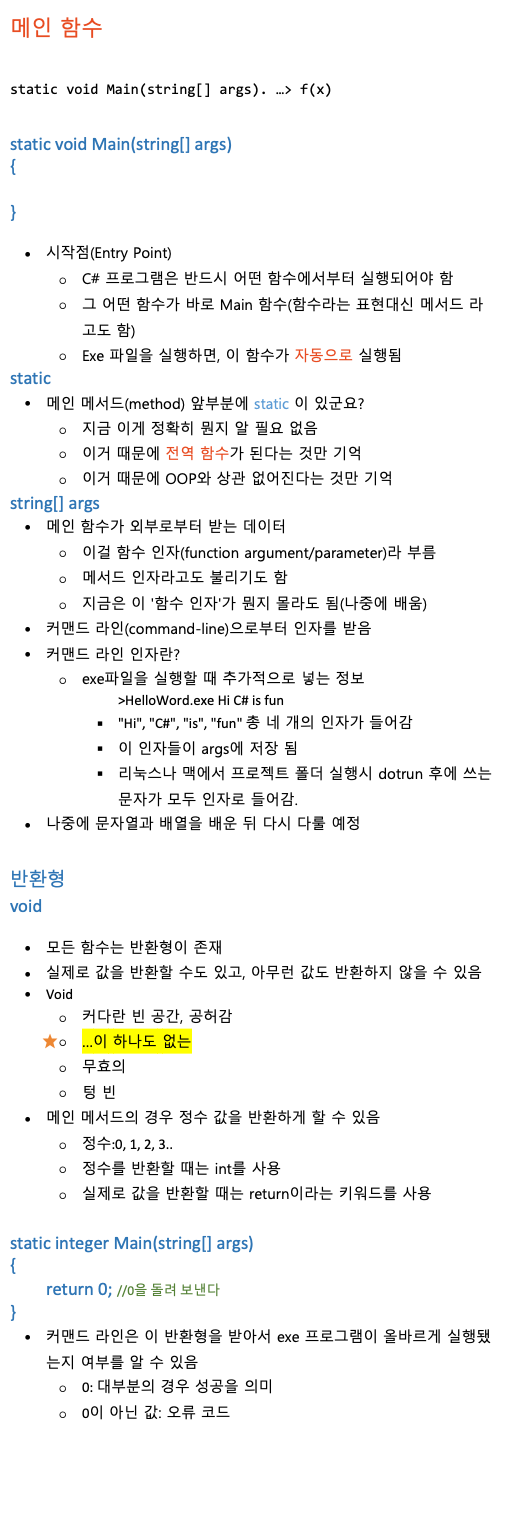 메인 함수
static void Main(string[] args). …> f(x)
static void Main(string[] args)
{
}
• 시작점(Entry Point)
○ C# 프로그램은 반드시 어떤 함수에서부터 실행되어야 함
○ 그 어떤 함수가 바로 Main 함수(함수라는 표현대신 메서드 라
고도 함)
○ Exe 파일을 실행하면, 이 함수가 자동으로 실행됨
static
• 메인 메서드(method) 앞부분에 static 이 있군요?
○ 지금 이게 정확히 뭔지 알 필요 없음
○ 이거 때문에 전역 함수가 된다는 것만 기억
○ 이거 때문에 OOP와 상관 없어진다는 것만 기억
string[] args
• 메인 함수가 외부로부터 받는 데이터
○ 이걸 함수 인자(function argument/parameter)라 부름
○ 메서드 인자라고도 불리기도 함
○ 지금은 이 '함수 인자'가 뭔지 몰라도 됨(나중에 배움)
• 커맨드 라인(command-line)으로부터 인자를 받음
• 커맨드 라인 인자란?
○ exe파일을 실행할 때 추가적으로 넣는 정보
>HelloWord.exe Hi C# is fun
▪ "Hi", "C#", "is", "fun" 총 네 개의 인자가 들어감
▪ 이 인자들이 args에 저장 됨
▪ 리눅스나 맥에서 프로젝트 폴더 실행시 dotrun 후에 쓰는
문자가 모두 인자로 들어감.
• 나중에 문자열과 배열을 배운 뒤 다시 다룰 예정
반환형
void
• 모든 함수는 반환형이 존재
• 실제로 값을 반환할 수도 있고, 아무런 값도 반환하지 않을 수 있음
• Void
○ 커다란 빈 공간, 공허감
★○ ...이 하나도 없는
○ 무효의
○ 텅 빈
• 메인 메서드의 경우 정수 값을 반환하게 할 수 있음
○ 정수:0, 1, 2, 3..
○ 정수를 반환할 때는 int를 사용
○ 실제로 값을 반환할 때는 return이라는 키워드를 사용
static integer Main(string[] args)
{
return 0; //0을 돌려 보낸다
}
• 커맨드 라인은 이 반환형을 받아서 exe 프로그램이 올바르게 실행됐
는지 여부를 알 수 있음
○ 0: 대부분의 경우 성공을 의미
○ 0이 아닌 값: 오류 코드